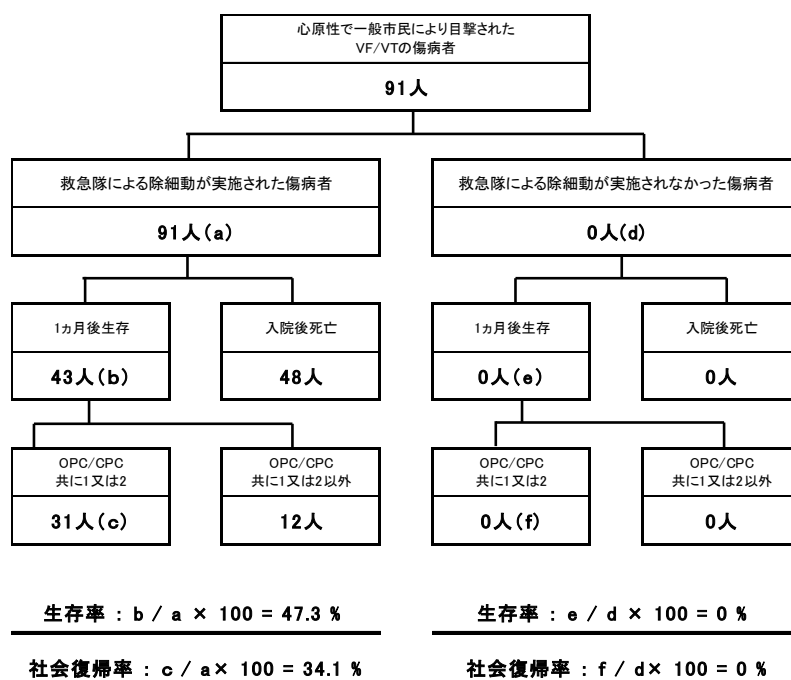 心原性で一般市民により目撃された
VF/VTの傷病者
91人
救急隊による除細動が実施された傷病者
91人(a)
救急隊による除細動が実施されなかった傷病者
0人(d)
1ヵ月後生存
43人(b)
入院後死亡
48人
1ヵ月後生存
0人(e)
入院後死亡
0人
OPC/CPC
共に1又は2
31人(c)
OPC/CPC
共に1又は2以外
12人
OPC/CPC
共に1又は2
0人(f)
OPC/CPC
共に1又は2以外
0人
生存率 : b / a × 100 = 47.3 %
社会復帰率 : c / a× 100 = 34.1 %
生存率 : e / d × 100 = 0 %
社会復帰率 : f / d× 100 = 0 %